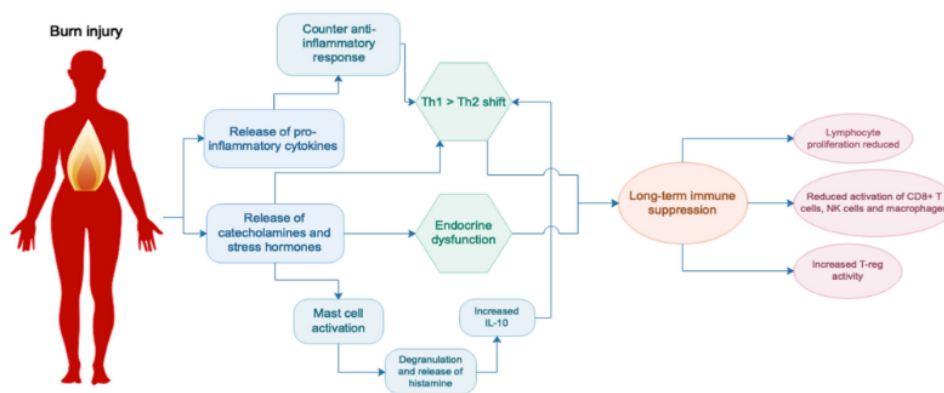 Burn injury
Counter anti-
inflammatory
response
Th1 > Th2 shift
Release of pro-
inflammatory cytokines
Lymphocyte
proliferation reduced
Release of
catecholamines and
stress hormones
Endocrine
dysfunction
Long-term immune
suppression
Reduced activation of CD8+ T
cells, NK cells and macrophages
Increased T-reg
activity
Mast cell
activation
Increased
IL-10
Degranulation
and release of
histamine